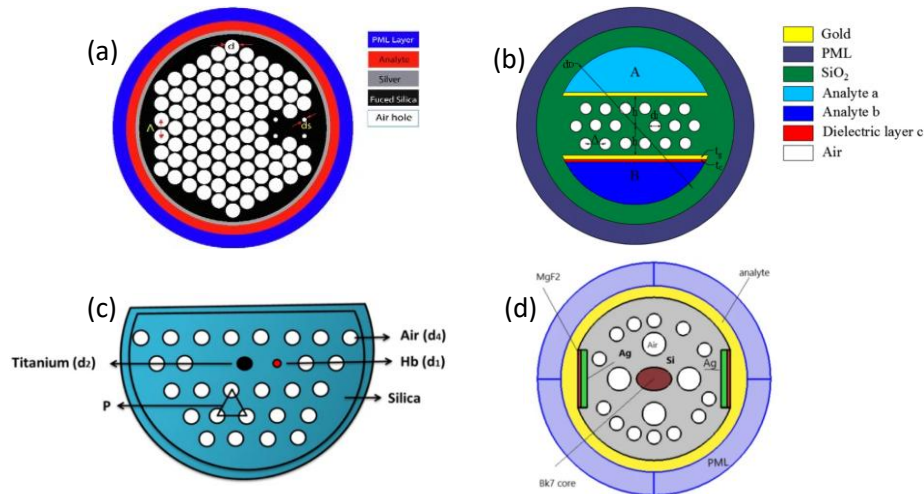 (a)
d
ds
Λ
PML Layer
Analyte
Silver
Fuced Silica
Air hole
(b)
A
B
Gold
PML
SiO₂
Analyte a
Analyte b
Dielectric layer c
Air
(c)
Titanium (d₂)
P
Air (d₄)
Hb (d₁)
Silica
(d)
MgF2
analyte
Air
Ag
Si
Ag
PML
Bk7 core